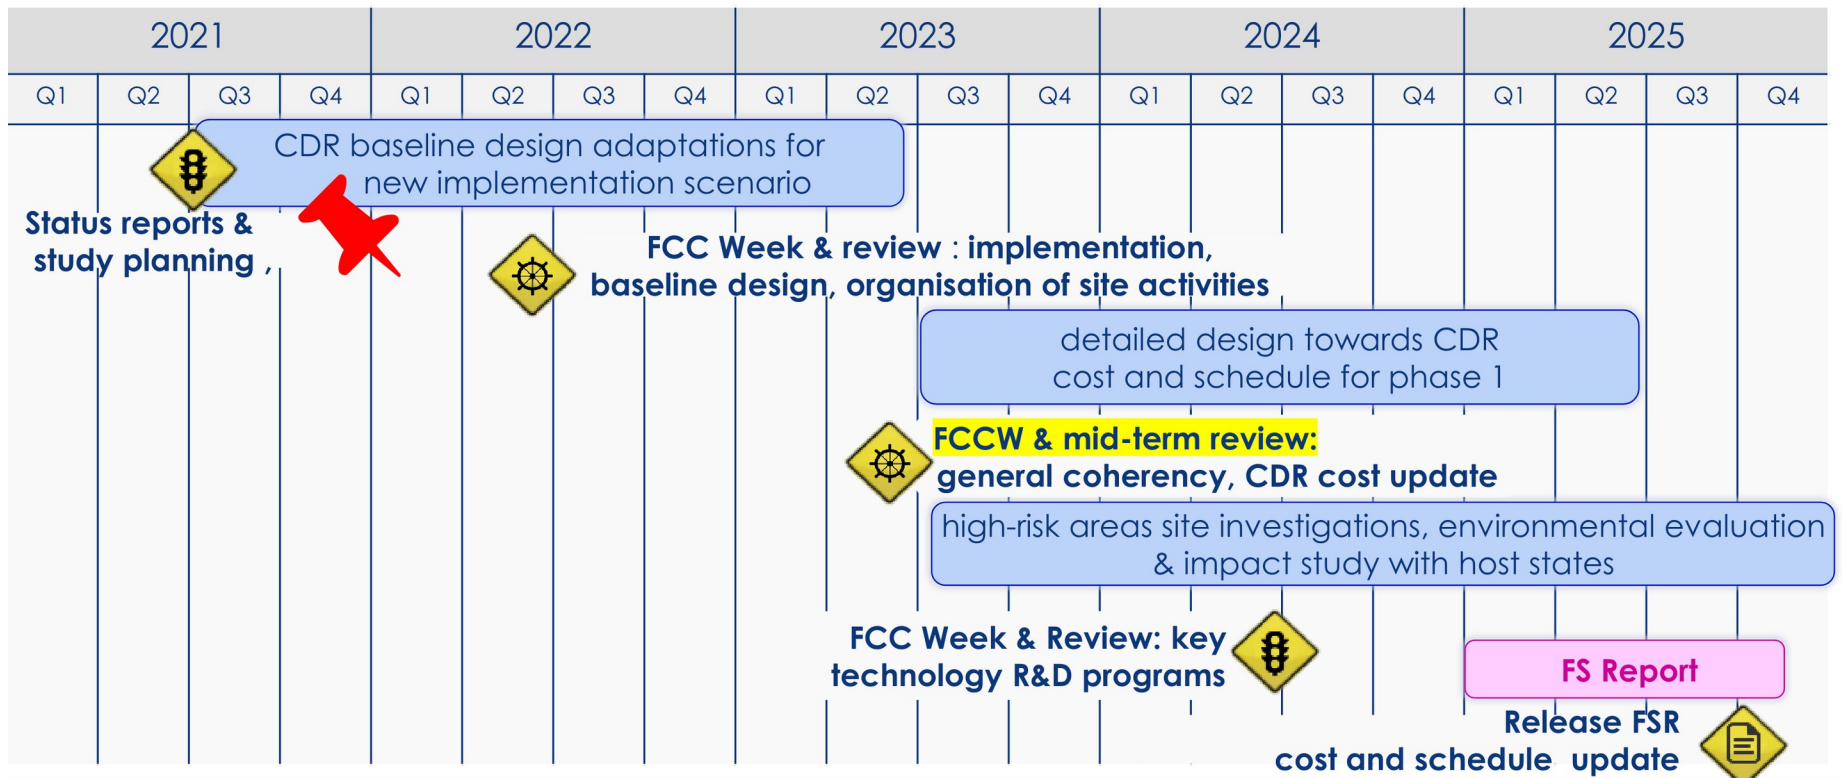 2021 2022 2023 2024 2025
Q1 Q2 Q3 Q4 Q1 Q2 Q3 Q4 Q1 Q2 Q3 Q4 Q1 Q2 Q3 Q4 Q1 Q2 Q3 Q4
CDR baseline design adaptations for
new implementation scenario
Status reports &
study planning ,
FCC Week & review : implementation,
baseline design, organisation of site activities
detailed design towards CDR
cost and schedule for phase 1
FCCW & mid-term review:
general coherency, CDR cost update
high-risk areas site investigations, environmental evaluation
& impact study with host states
FCC Week & Review: key
technology R&D programs
FS Report
Release FSR
cost and schedule update